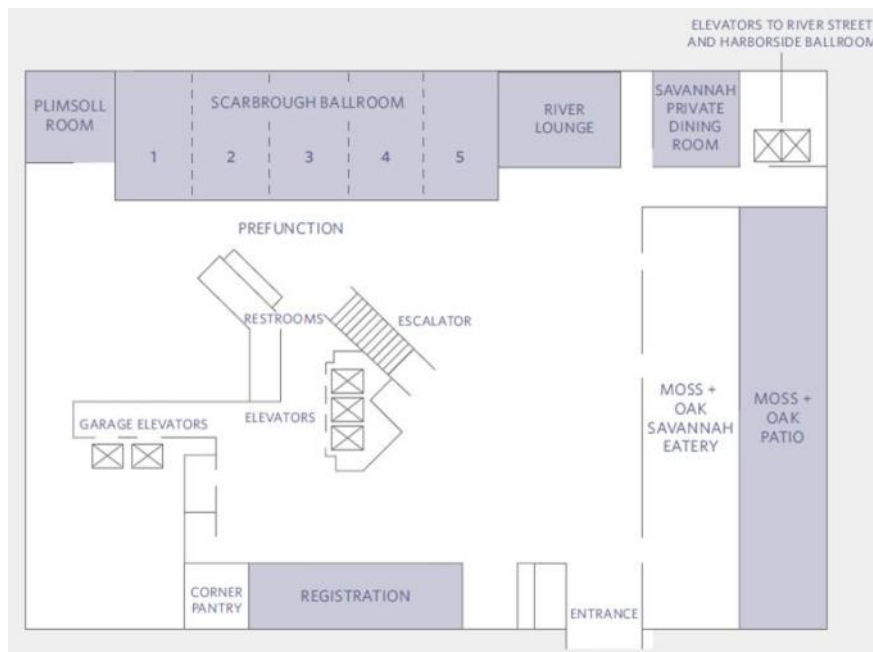 ELEVATORS TO RIVER STREET
AND HARBORSIDE BALLROOM
PLIMSOLL
ROOM
SCARBROUGH BALLROOM
1 2 3 4 5
RIVER
LOUNGE
SAVANNAH
PRIVATE
DINING
ROOM
PREFUNCTION
RESTROOMS
ESCALATOR
ELEVATORS
GARAGE ELEVATORS
MOSS +
OAK
SAVANNAH
EATERY
MOSS +
OAK
PATIO
CORNER
PANTRY
REGISTRATION
ENTRANCE